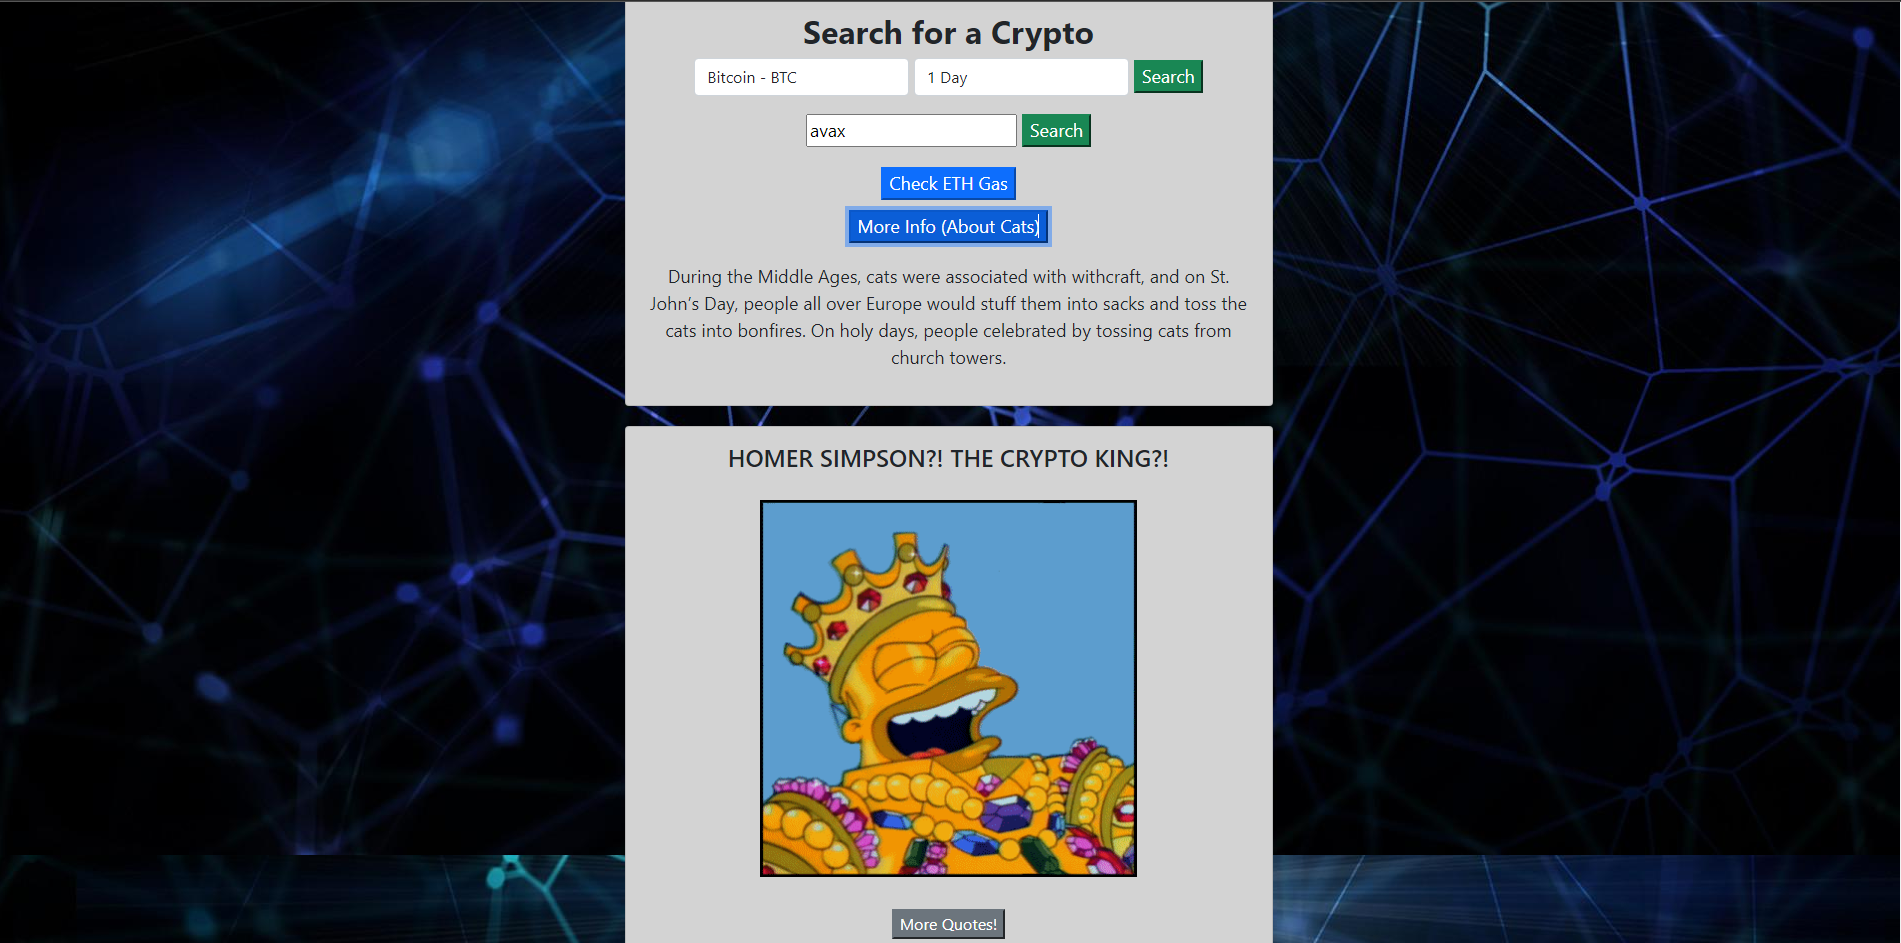 Search for a Crypto
Bitcoin - BTC 1 Day Search
avax Search
Check ETH Gas
More Info (About Cats)
During the Middle Ages, cats were associated with withcraft, and on St.
John’s Day, people all over Europe would stuff them into sacks and toss the
cats into bonfires. On holy days, people celebrated by tossing cats from
church towers.
HOMER SIMPSON?! THE CRYPTO KING?!
More Quotes!